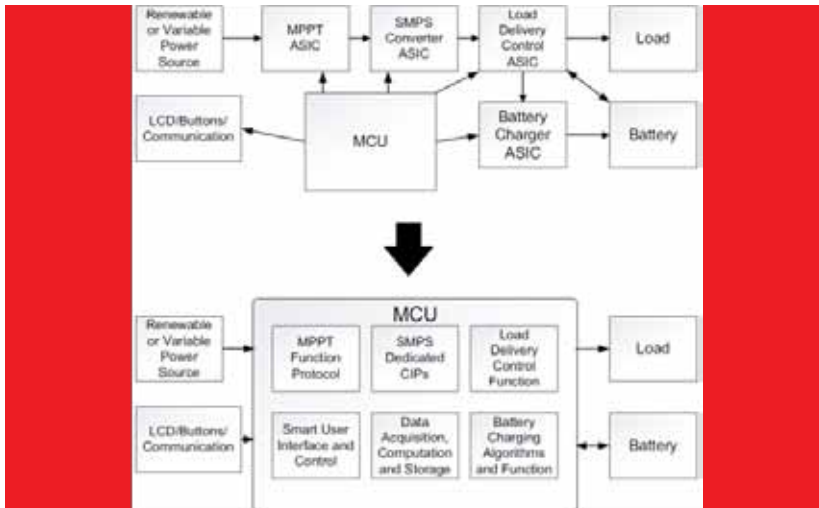 Renewable
or Variable
Power
Source
MPPT
ASIC
SMPS
Converter
ASIC
Load
Delivery
Control
ASIC
Load
LCD/Buttons/
Communication
MCU
Battery
Charger
ASIC
Battery
MCU
Renewable
or Variable
Power
Source
MPPT
Function
Protocol
SMPS
Dedicated
CIPs
Load
Delivery
Control
Function
Load
LCD/Buttons/
Communication
Smart User
Interface and
Control
Data
Acquisition,
Computation
and Storage
Battery
Charging
Algorithms
and Function
Battery